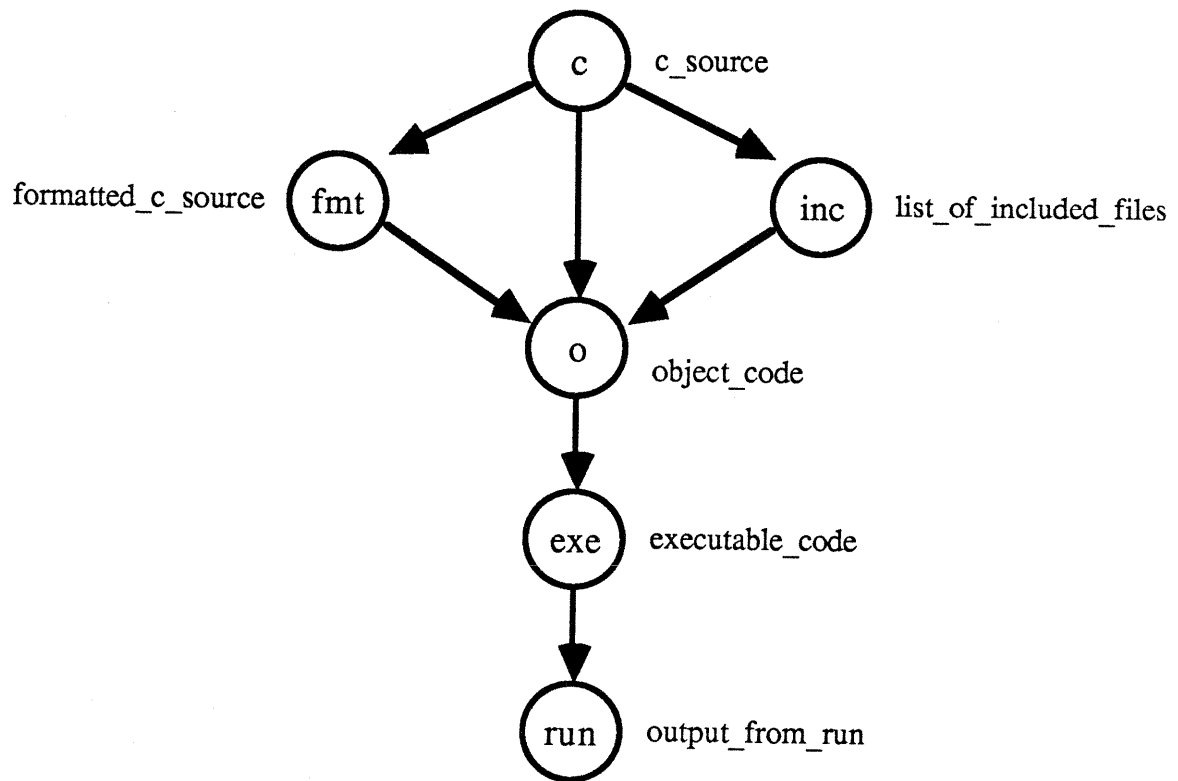 c c_source
formatted_c_source fmt inc list_of_included_files
o object_code
exe executable_code
run output_from_run